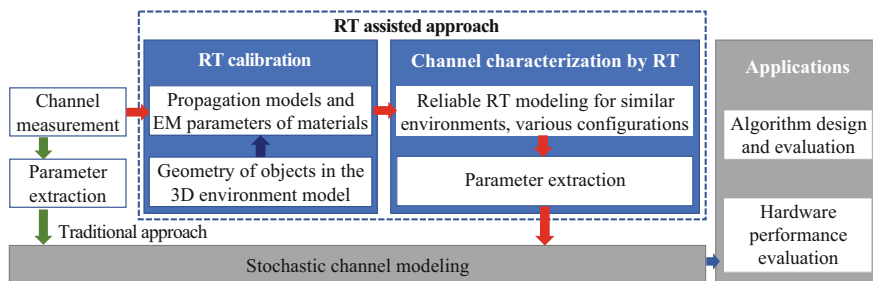 RT assisted approach
RT calibration
Channel characterization by RT
Applications
Channel
measurement
Propagation models and
EM parameters of materials
Reliable RT modeling for similar
environments, various configurations
Algorithm design
and evaluation
Parameter
extraction
Geometry of objects in the
3D environment model
Parameter extraction
Traditional approach
Hardware
performance
evaluation
Stochastic channel modeling